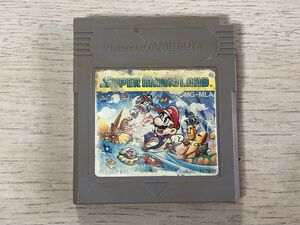 Nintendo GAME BOY
SUPER MARIOLAND
DMG-MLA